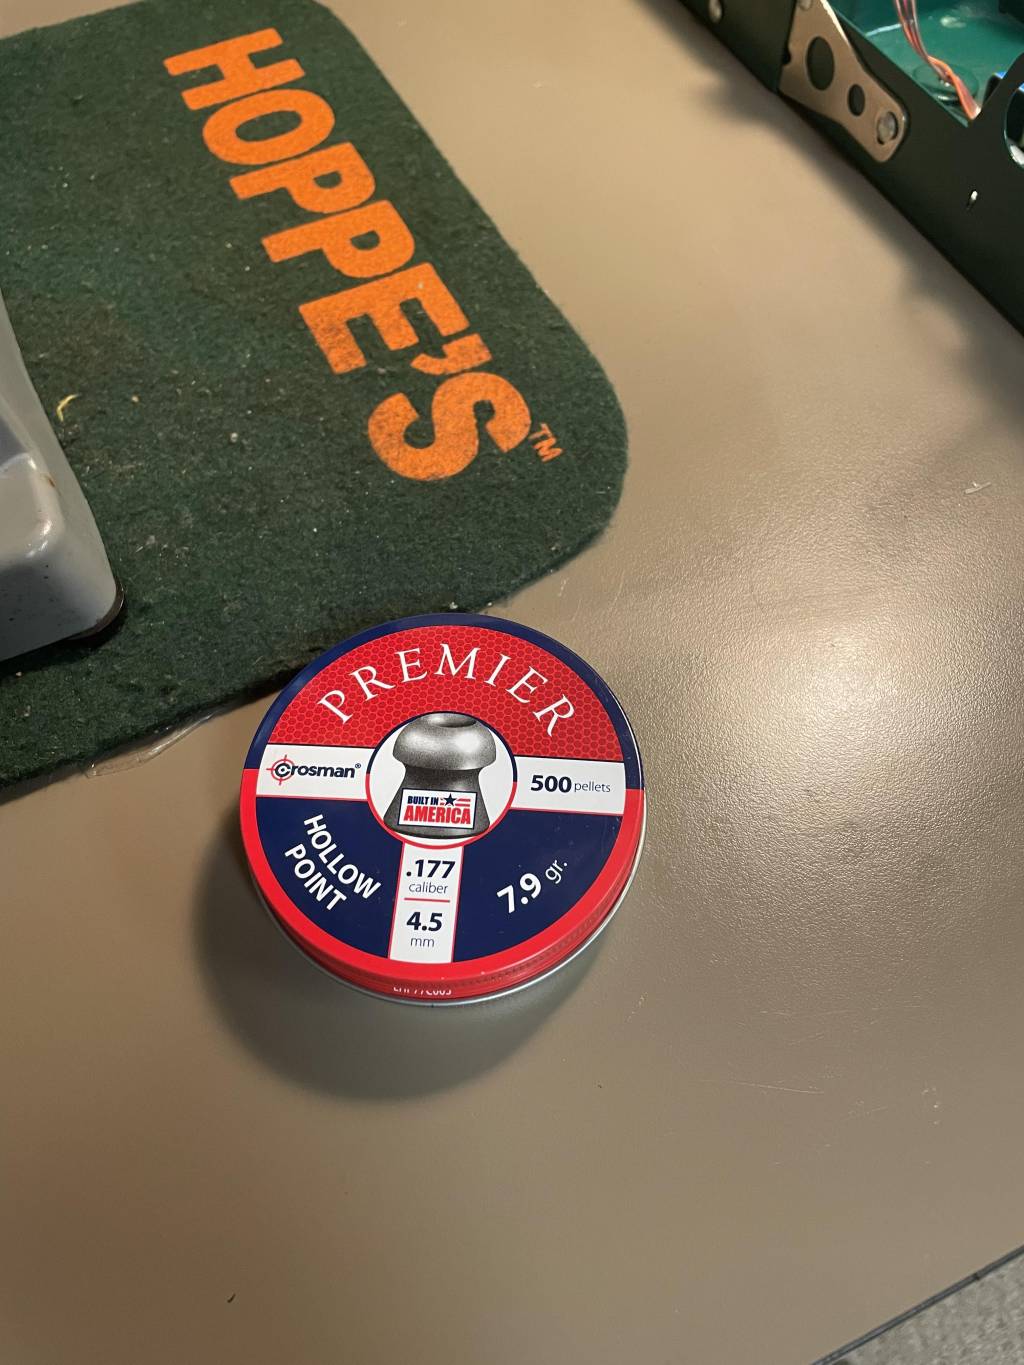 HOPPE'S™
PREMIER
crosman®
500 pellets
BUILT IN
AMERICA
HOLLOW
POINT
.177
caliber
4.5
mm
7.9 gr.